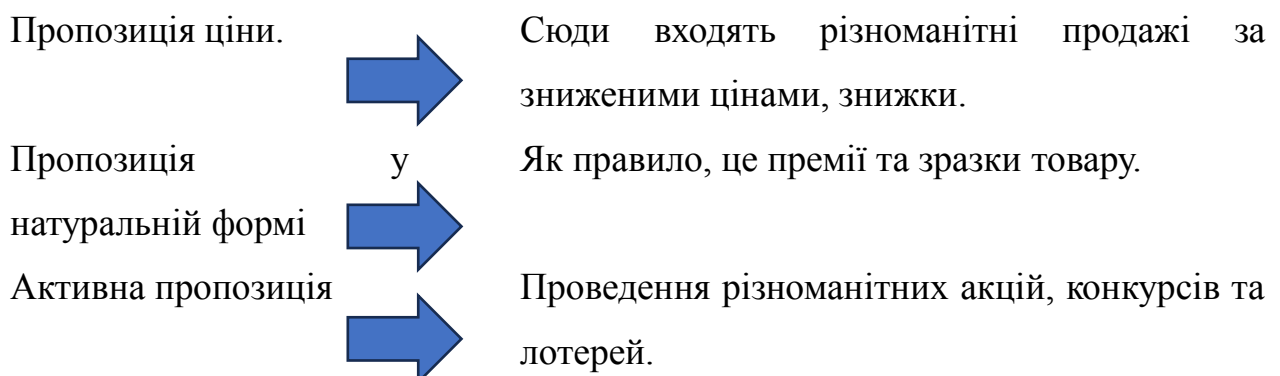 Пропозиція ціни.
Сюди входять різноманітні продажі за
зниженими цінами, знижки.
Пропозиція у
натуральній формі
Як правило, це премії та зразки товару.
Активна пропозиція
Проведення різноманітних акцій, конкурсів та
лотерей.